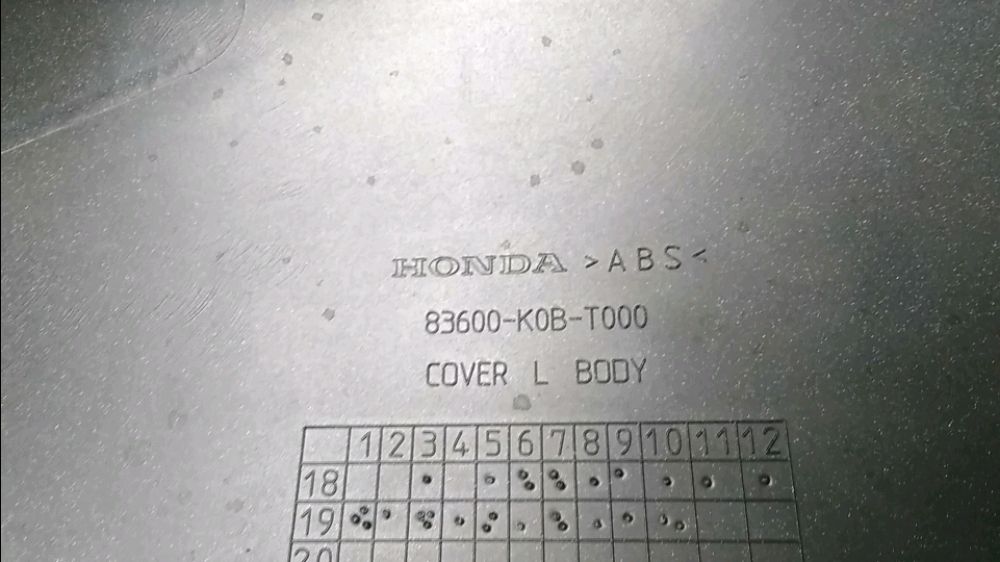 HONDA >ABS<
83600-K0B-T000
COVER L BODY
1 2 3 4 5 6 7 8 9 10 11 12
18
19
20